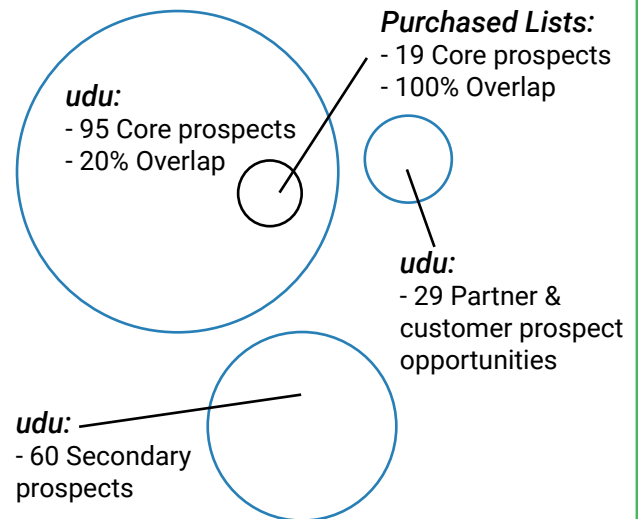 Purchased Lists:
- 19 Core prospects
- 100% Overlap
udu:
- 95 Core prospects
- 20% Overlap
udu:
- 29 Partner &
customer prospect
opportunities
udu:
- 60 Secondary
prospects